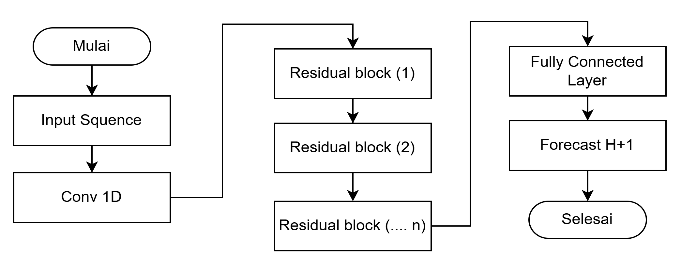 Mulai
Input Squence
Conv 1D
Residual block (1)
Residual block (2)
Residual block (.... n)
Fully Connected
Layer
Forecast H+1
Selesai